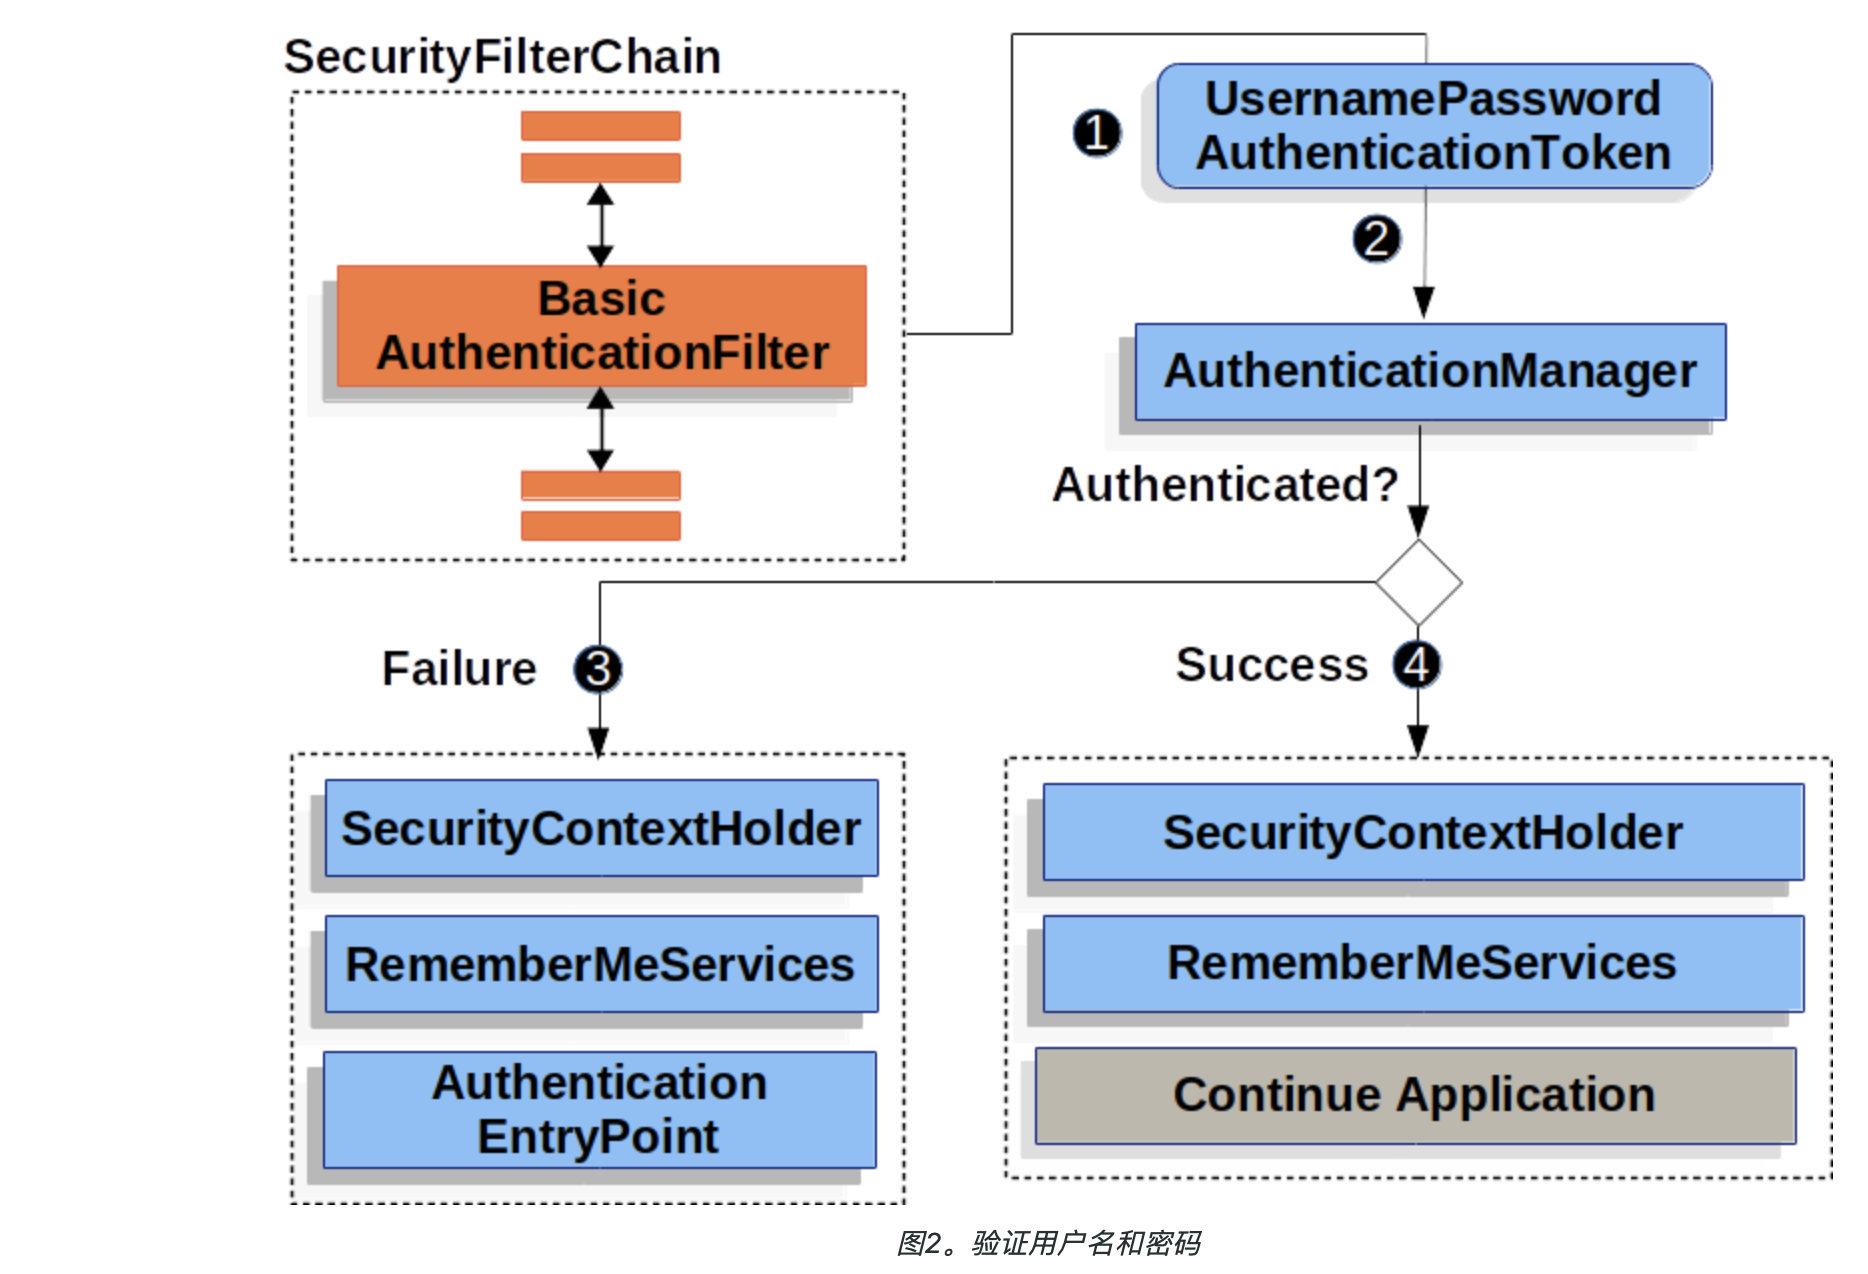 SecurityFilterChain
Basic
AuthenticationFilter
1
UsernamePassword
AuthenticationToken
2
AuthenticationManager
Authenticated?
Failure
3
Success
4
SecurityContextHolder
RememberMeServices
Authentication
EntryPoint
SecurityContextHolder
RememberMeServices
Continue Application
图2。验证用户名和密码